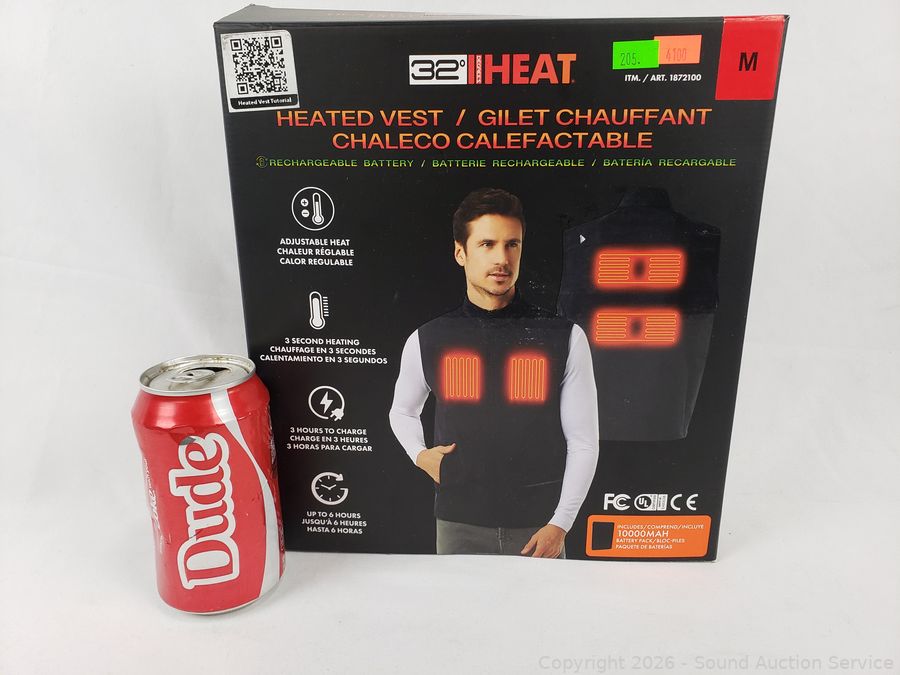 Heated Vest Tutorial
32° DEGREES HEAT
205.
4100
ITM. / ART. 1872100
M
HEATED VEST / GILET CHAUFFANT
CHALECO CALEFACTABLE
RECHARGEABLE BATTERY / BATTERIE RECHARGEABLE / BATERÍA RECARGABLE
ADJUSTABLE HEAT
CHALEUR RÉGLABLE
CALOR REGULABLE
3 SECOND HEATING
CHAUFFAGE EN 3 SECONDES
CALENTAMIENTO EN 3 SEGUNDOS
3 HOURS TO CHARGE
CHARGE EN 3 HEURES
3 HORAS PARA CARGAR
UP TO 6 HOURS
JUSQU'À 6 HEURES
HASTA 6 HORAS
FC UL CE
INCLUDES/COMPREND/INCLUYE
10000MAH
BATTERY PACK/BLOC-PILES
PAQUETE DE BATERÍAS
Dude
Copyright 2026 - Sound Auction Service